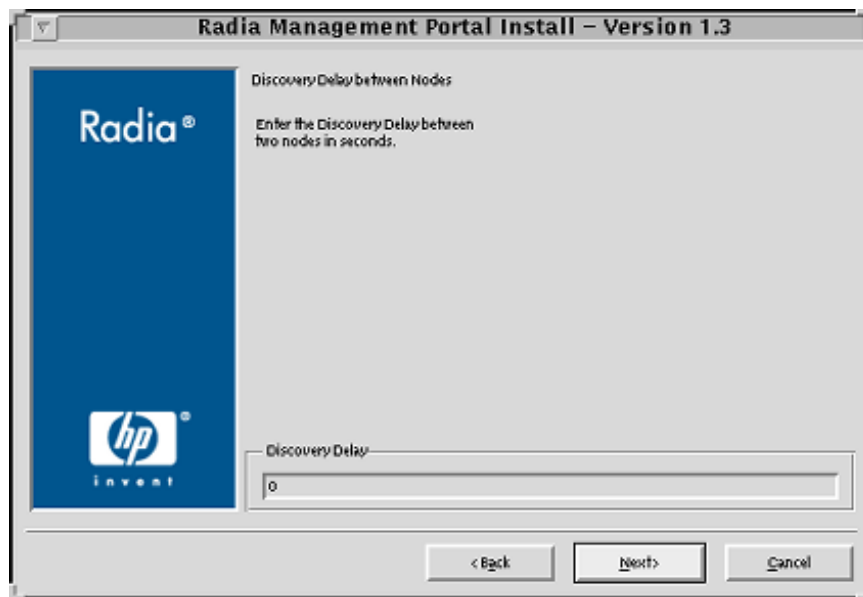 Radia Management Portal Install – Version 1.3
Radia®
Discovery Delay between Nodes
Enter the Discovery Delay between
two nodes in seconds.
hp®
invent
Discovery Delay
0
< Back
Next>
Cancel